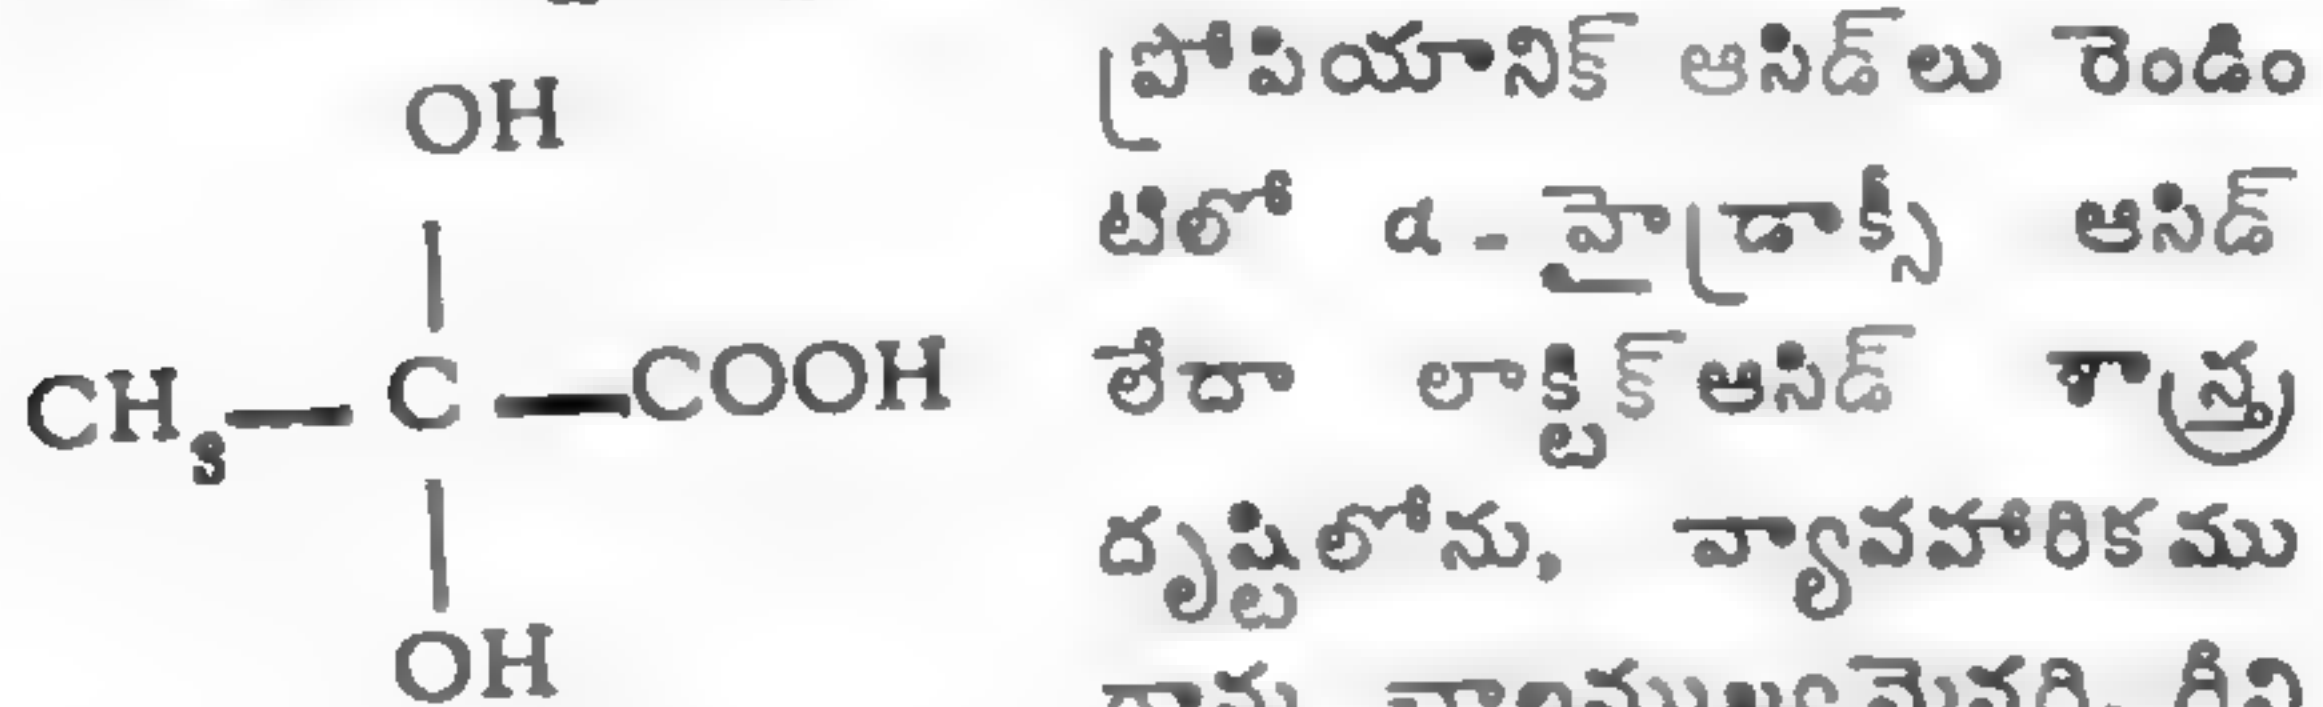 OH
CH₃—C—COOH
OH
ప్రోపియానిక్ ఆసిడ్‌లు రెండిం
టిలో α - హైడ్రాక్సీ ఆసిడ్
లేదా లాక్టిక్ ఆసిడ్ శాస్త్ర
దృష్టిలోను, వ్యావహారికము